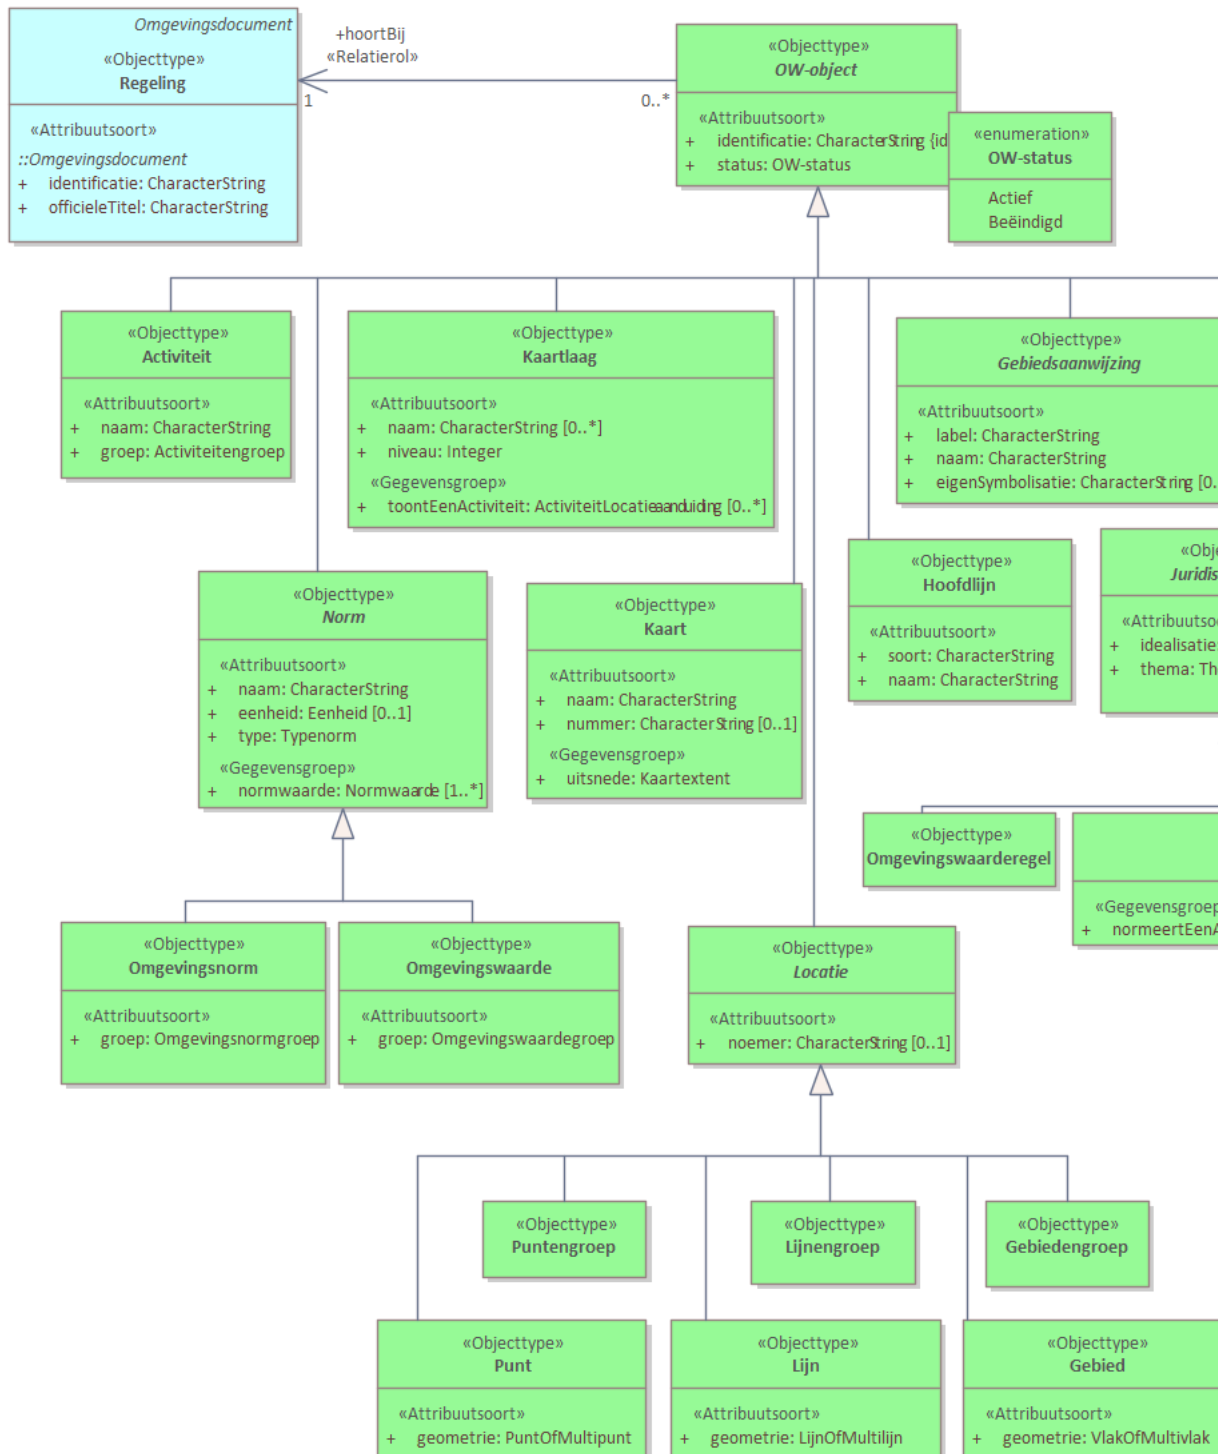 Omgevingsdocument
«Objecttype»
Regeling
«Attribuutsoort»
::Omgevingsdocument
+ identificatie: CharacterString
+ officieleTitel: CharacterString
+hoortBij
«Relatierol»
1
0..*
«Objecttype»
OW-object
«Attribuutsoort»
+ identificatie: CharacterString {id
+ status: OW-status
«enumeration»
OW-status
Actief
Beëindigd
«Objecttype»
Activiteit
«Attribuutsoort»
+ naam: CharacterString
+ groep: Activiteitengroep
«Objecttype»
Kaartlaag
«Attribuutsoort»
+ naam: CharacterString [0..*]
+ niveau: Integer
«Gegevensgroep»
+ toontEenActiviteit: ActiviteitLocatieaanduiding [0..*]
«Objecttype»
Gebiedsaanwijzing
«Attribuutsoort»
+ label: CharacterString
+ naam: CharacterString
+ eigenSymbolisatie: CharacterString [0..
«Objecttype»
Norm
«Attribuutsoort»
+ naam: CharacterString
+ eenheid: Eenheid [0..1]
+ type: Typenorm
«Gegevensgroep»
+ normwaarde: Normwaarde [1..*]
«Objecttype»
Kaart
«Attribuutsoort»
+ naam: CharacterString
+ nummer: CharacterString [0..1]
«Gegevensgroep»
+ uitsnede: Kaartextent
«Objecttype»
Hoofdlijn
«Attribuutsoort»
+ soort: CharacterString
+ naam: CharacterString
«Obje
Juridis
«Attribuutsoo
+ idealisatie
+ thema: Th
«Objecttype»
Omgevingswaarderegel
«Gegevensgroep
+ normeertEenA
«Objecttype»
Omgevingsnorm
«Attribuutsoort»
+ groep: Omgevingsnormgroep
«Objecttype»
Omgevingswaarde
«Attribuutsoort»
+ groep: Omgevingswaardegroep
«Objecttype»
Locatie
«Attribuutsoort»
+ noemer: CharacterString [0..1]
«Objecttype»
Puntengroep
«Objecttype»
Lijnengroep
«Objecttype»
Gebiedengroep
«Objecttype»
Punt
«Attribuutsoort»
+ geometrie: PuntOfMultipunt
«Objecttype»
Lijn
«Attribuutsoort»
+ geometrie: LijnOfMultilijn
«Objecttype»
Gebied
«Attribuutsoort»
+ geometrie: VlakOfMultivlak